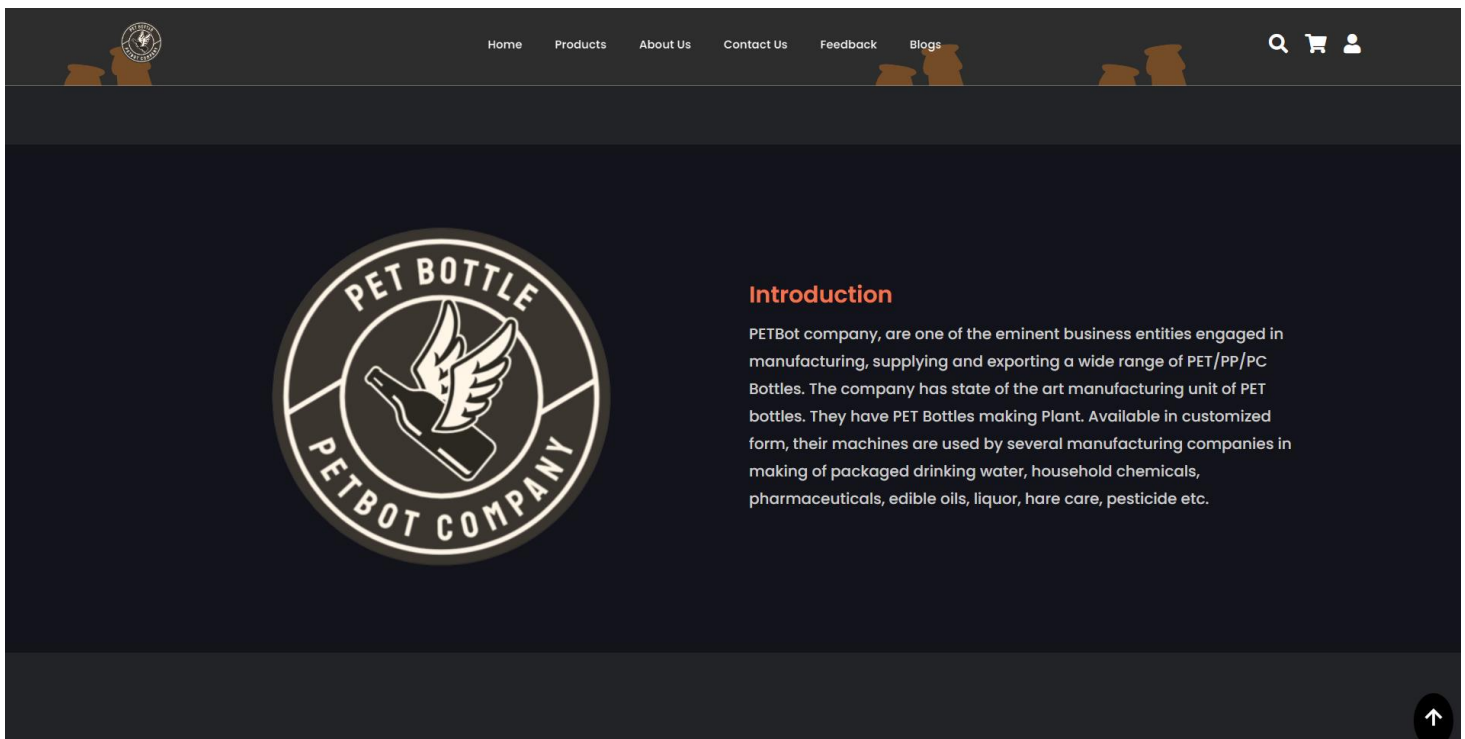 Home Products About Us Contact Us Feedback Blogs
PET BOTTLE
PETBOT COMPANY
Introduction
PETBot company, are one of the eminent business entities engaged in
manufacturing, supplying and exporting a wide range of PET/PP/PC
Bottles. The company has state of the art manufacturing unit of PET
bottles. They have PET Bottles making Plant. Available in customized
form, their machines are used by several manufacturing companies in
making of packaged drinking water, household chemicals,
pharmaceuticals, edible oils, liquor, hare care, pesticide etc.